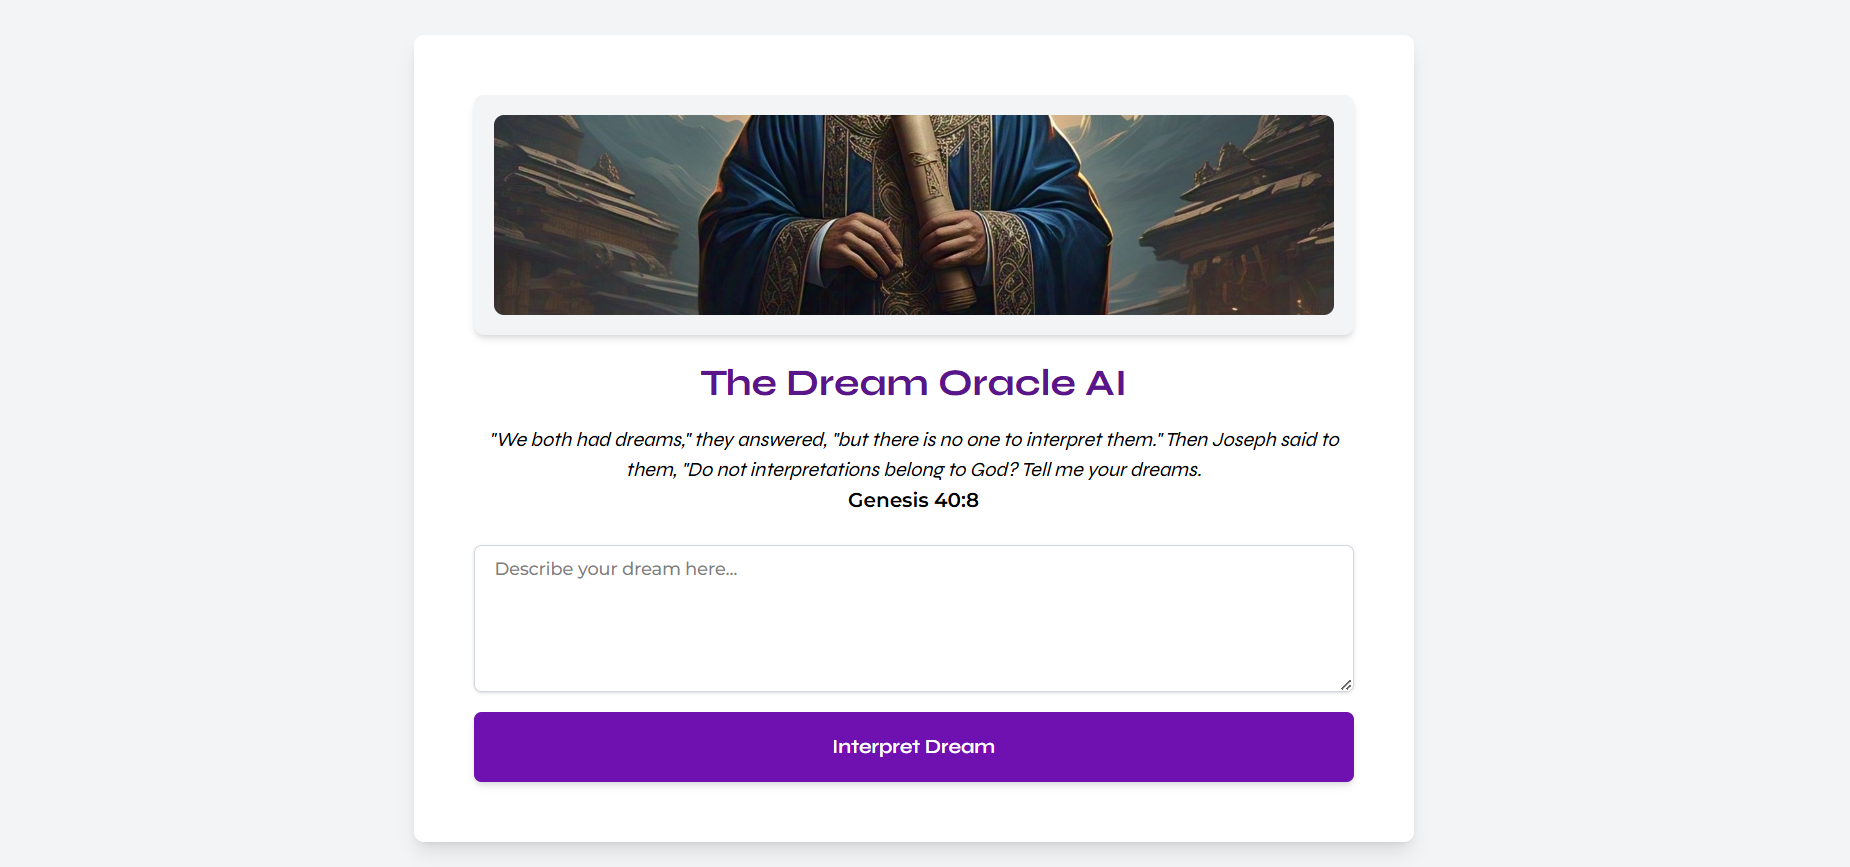 The Dream Oracle AI
"We both had dreams," they answered, "but there is no one to interpret them." Then Joseph said to
them, "Do not interpretations belong to God? Tell me your dreams.
Genesis 40:8
Describe your dream here...
Interpret Dream